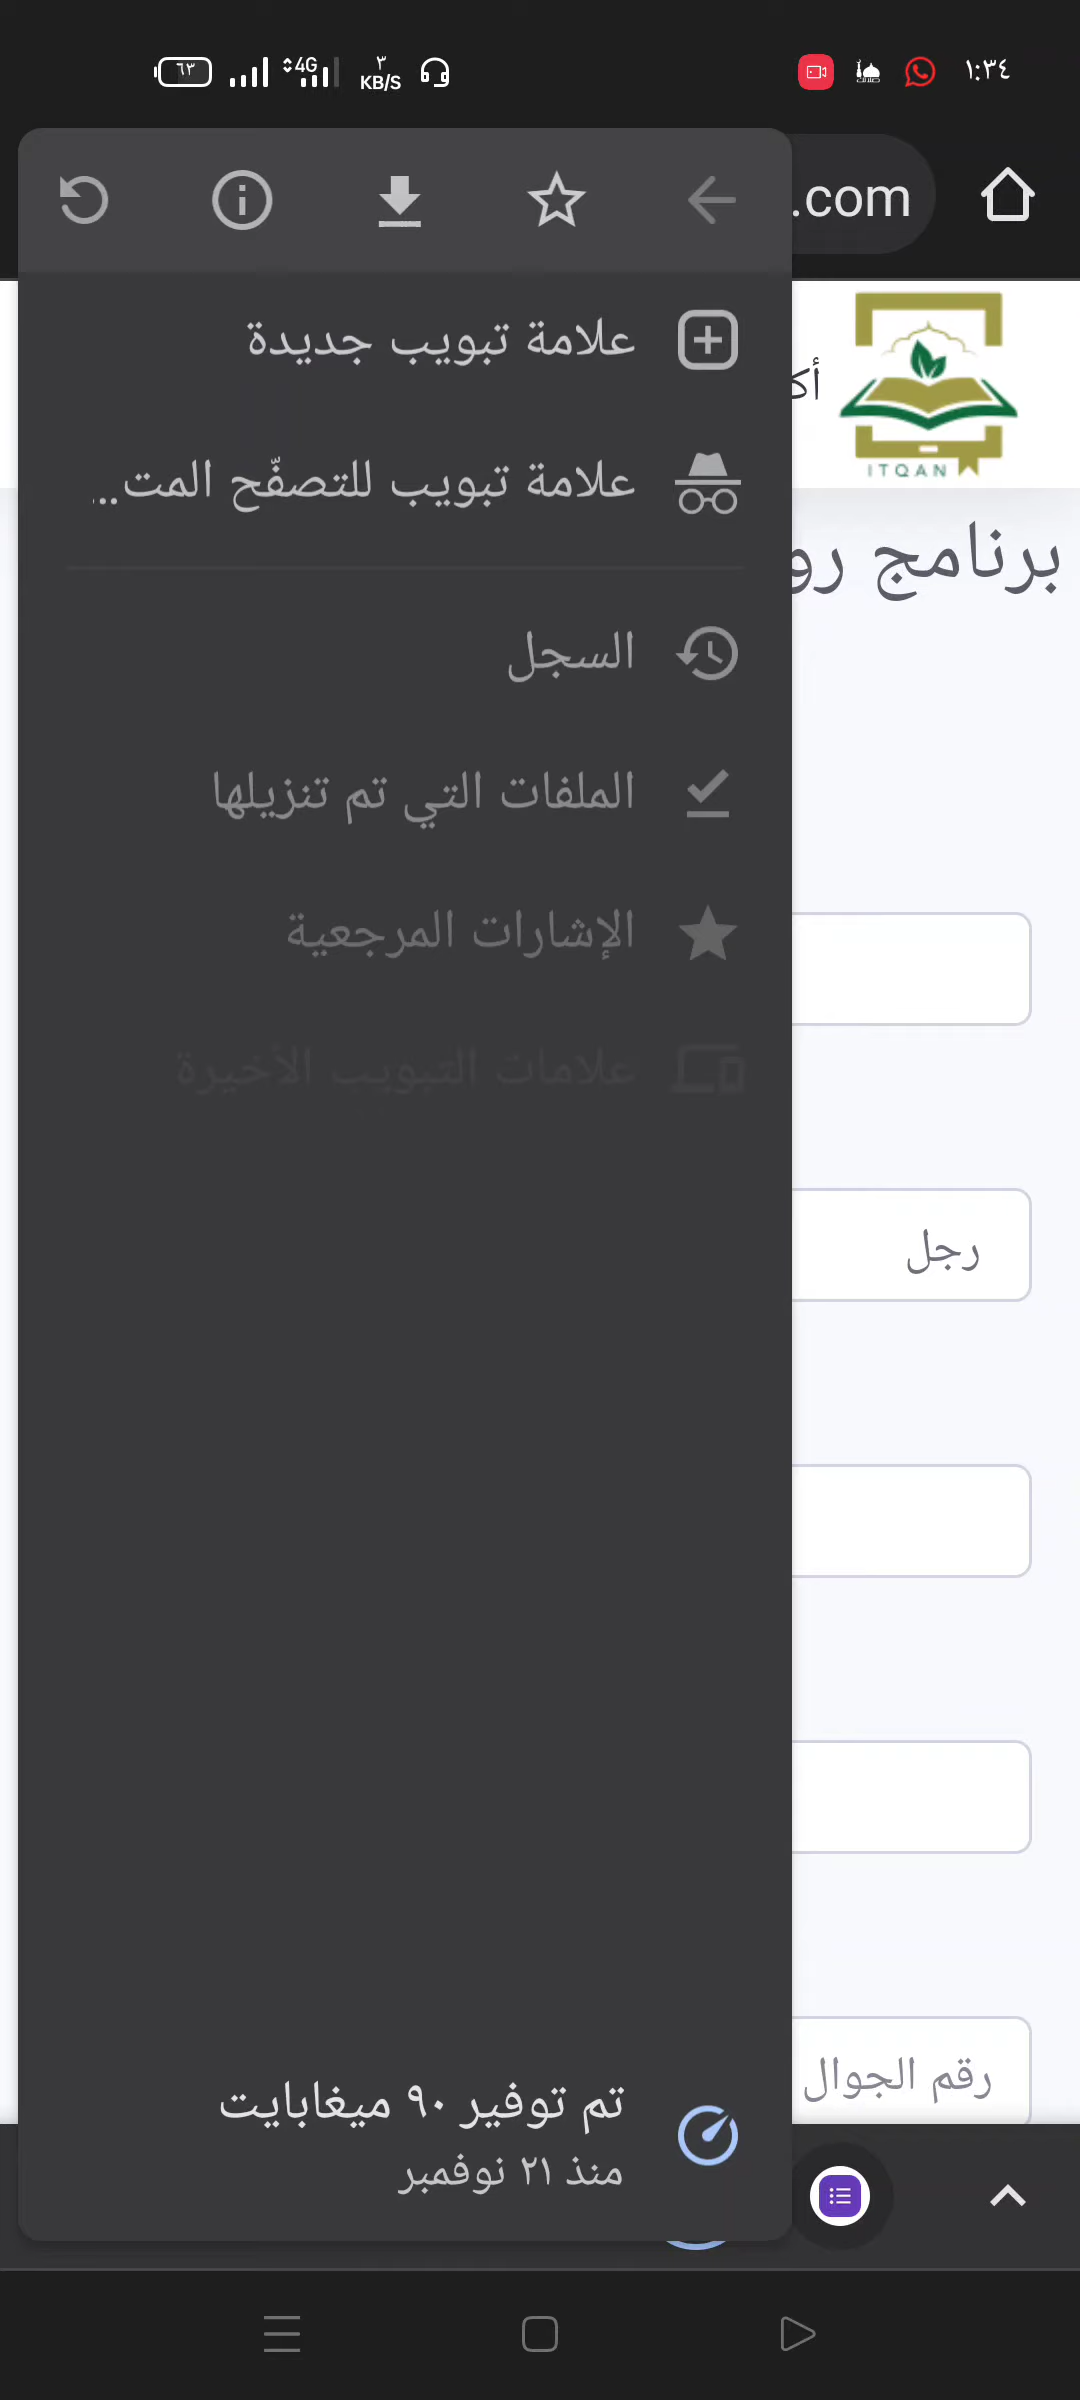 ١:٣٤
٣
KB/S
4G
٦٣
.com
علامة تبويب جديدة
علامة تبويب للتصفّح المت...
السجل
الملفات التي تم تنزيلها
الإشارات المرجعية
علامات التبويب الأخيرة
تم توفير ٩٠ ميغابايت
منذ ٢١ نوفمبر
ITQAN
أك
برنامج رو
رجل
رقم الجوال